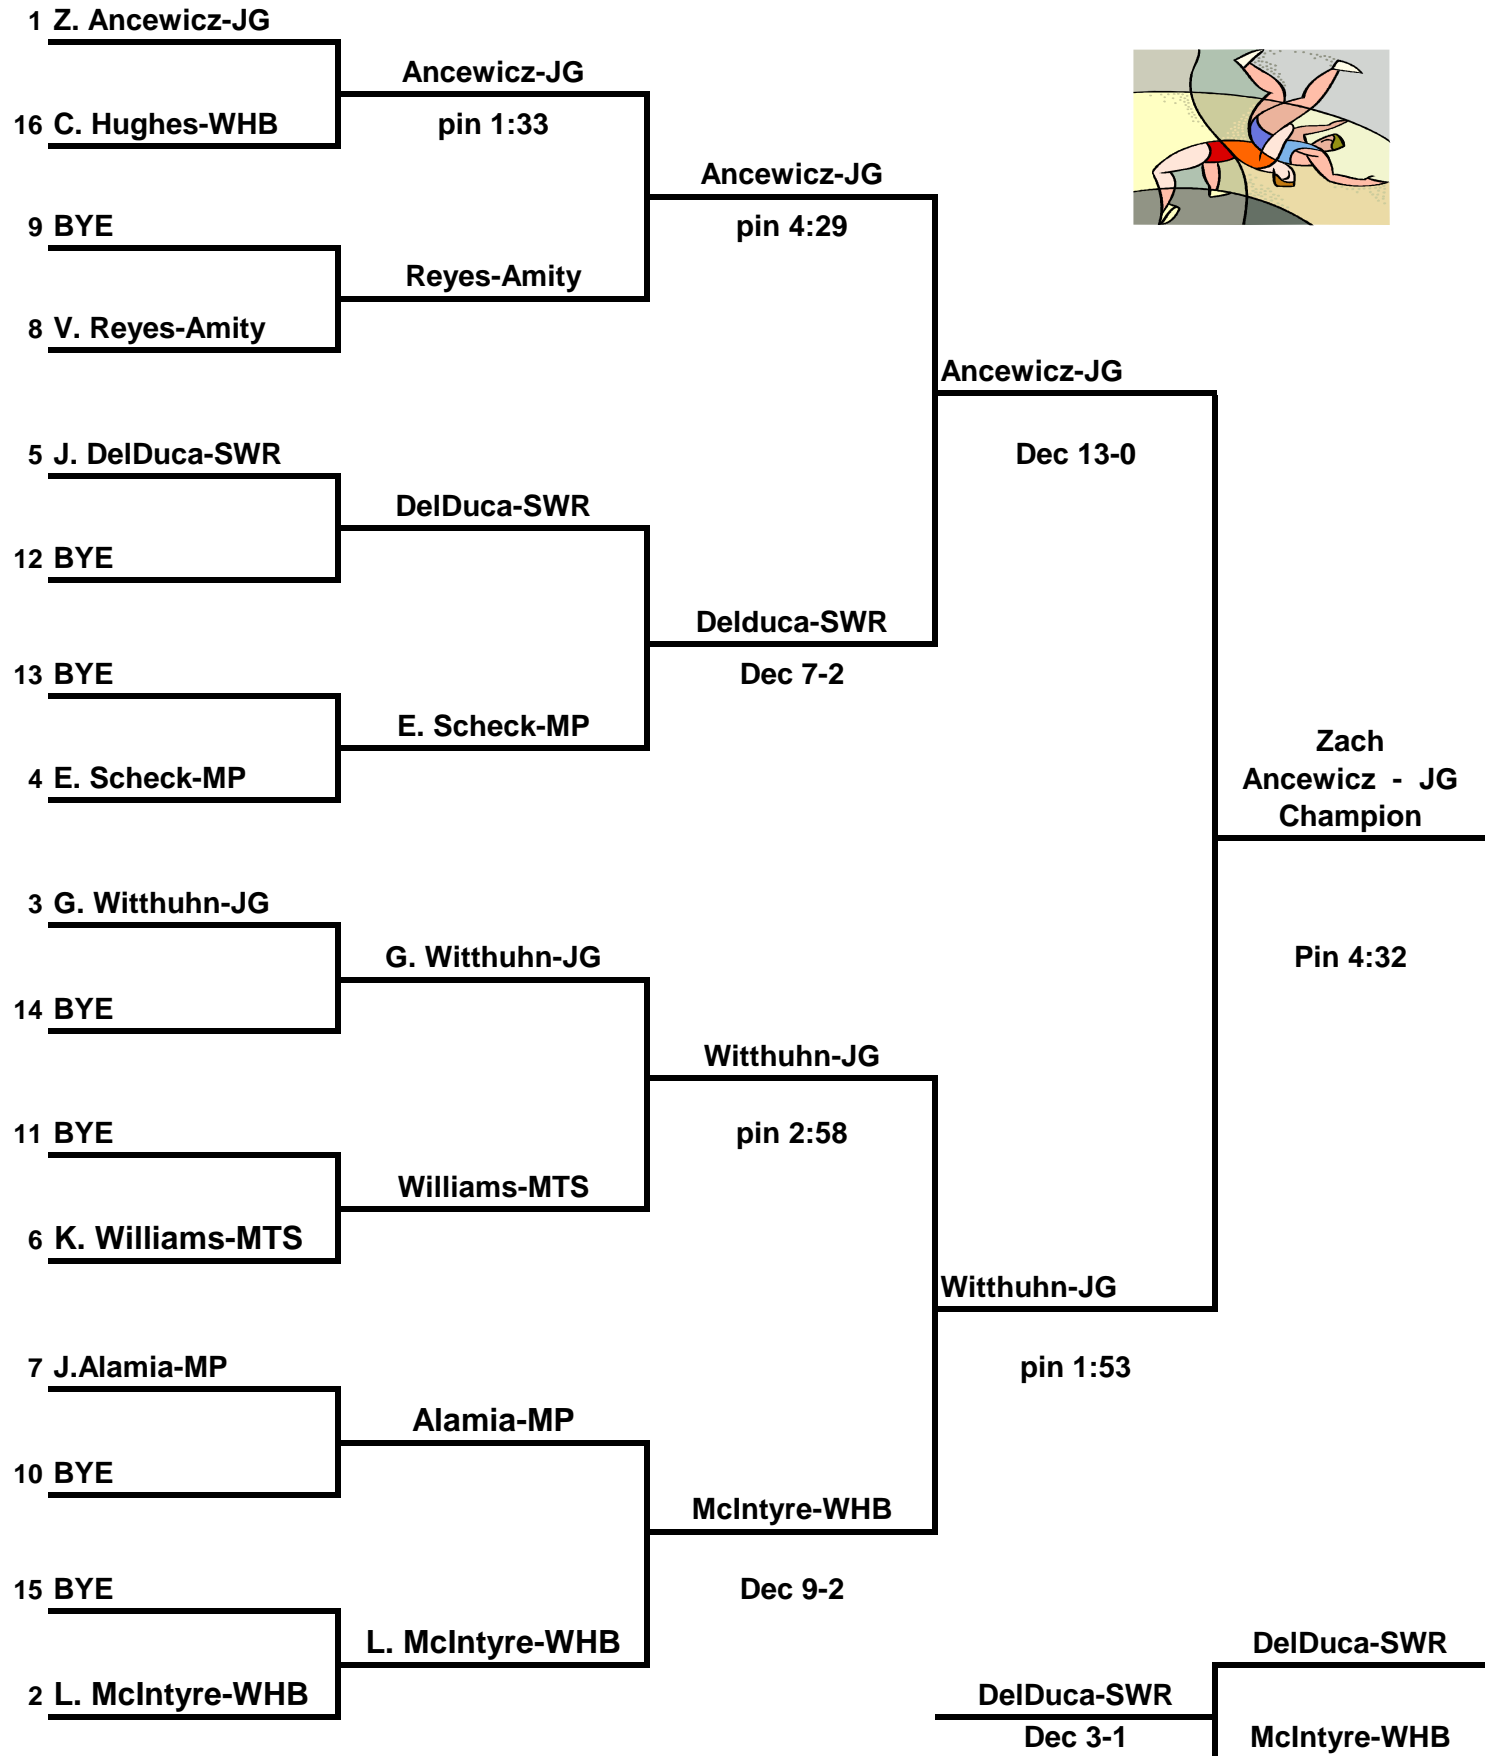 1 Z. Ancewicz-JG
Ancewicz-JG
16 C. Hughes-WHB
pin 1:33
Ancewicz-JG
9 BYE
pin 4:29
Reyes-Amity
8 V. Reyes-Amity
Ancewicz-JG
5 J. DelDuca-SWR
Dec 13-0
DelDuca-SWR
12 BYE
Delduca-SWR
13 BYE
Dec 7-2
E. Scheck-MP
4 E. Scheck-MP
Zach
Ancewicz - JG
Champion
3 G. Witthuhn-JG
G. Witthuhn-JG
Pin 4:32
14 BYE
Witthuhn-JG
11 BYE
pin 2:58
Williams-MTS
6 K. Williams-MTS
Witthuhn-JG
7 J.Alamia-MP
pin 1:53
Alamia-MP
10 BYE
McIntyre-WHB
15 BYE
Dec 9-2
L. McIntyre-WHB
DelDuca-SWR
2 L. McIntyre-WHB
DelDuca-SWR
Dec 3-1
McIntyre-WHB